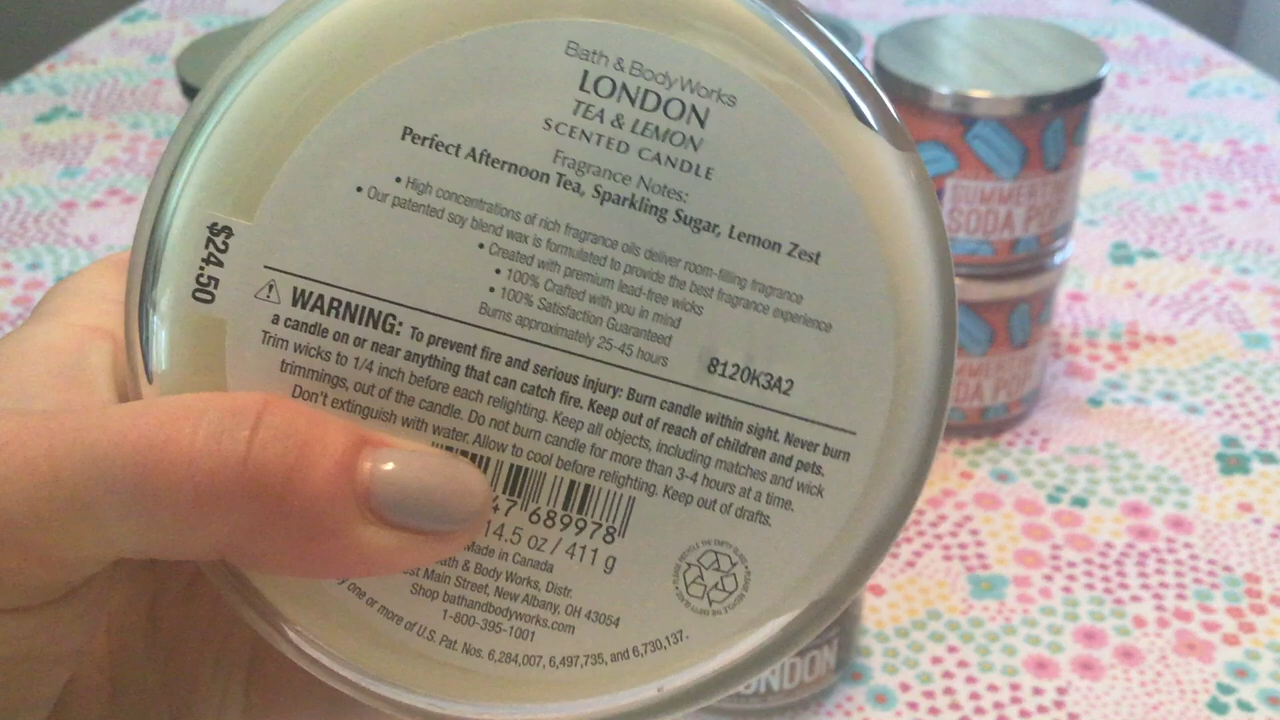 Bath & Body Works
LONDON
TEA & LEMON
SCENTED CANDLE
Fragrance Notes:
Perfect Afternoon Tea, Sparkling Sugar, Lemon Zest
• High concentrations of rich fragrance oils deliver room-filling fragrance
• Our patented soy blend wax is formulated to provide the best fragrance experience
• Created with premium lead-free wicks
• 100% Crafted with you in mind
• 100% Satisfaction Guaranteed
Burns approximately 25-45 hours
8120K3A2
$24.50
WARNING: To prevent fire and serious injury: Burn candle within sight. Never burn
a candle on or near anything that can catch fire. Keep out of reach of children and pets.
Trim wicks to 1/4 inch before each relighting. Keep all objects, including matches and wick
trimmings, out of the candle. Do not burn candle for more than 3-4 hours at a time.
Don't extinguish with water. Allow to cool before relighting. Keep out of drafts.
47 689978
14.5 oz / 411 g
Made in Canada
Bath & Body Works, Distr.
Main Street, New Albany, OH 43054
Shop bathandbodyworks.com
1-800-395-1001
one or more of U.S. Pat. Nos. 6,284,007, 6,497,735, and 6,730,137.
SODA POP
LONDON